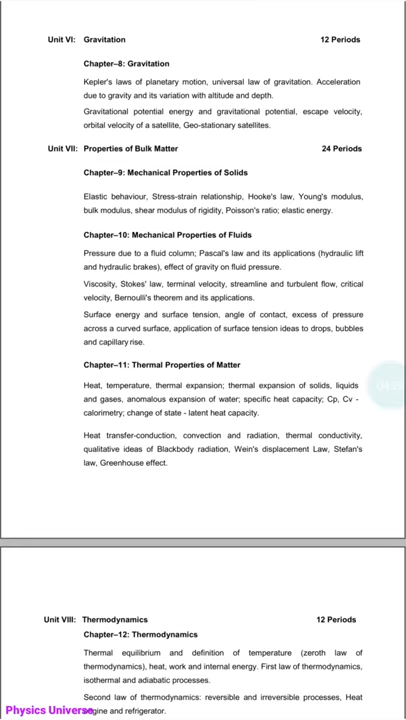 Unit VI: Gravitation 12 Periods
Chapter–8: Gravitation
Kepler's laws of planetary motion, universal law of gravitation. Acceleration
due to gravity and its variation with altitude and depth.
Gravitational potential energy and gravitational potential, escape velocity,
orbital velocity of a satellite, Geo-stationary satellites.
Unit VII: Properties of Bulk Matter 24 Periods
Chapter–9: Mechanical Properties of Solids
Elastic behaviour, Stress-strain relationship, Hooke's law, Young's modulus,
bulk modulus, shear modulus of rigidity, Poisson's ratio; elastic energy.
Chapter–10: Mechanical Properties of Fluids
Pressure due to a fluid column; Pascal's law and its applications (hydraulic lift
and hydraulic brakes), effect of gravity on fluid pressure.
Viscosity, Stokes' law, terminal velocity, streamline and turbulent flow, critical
velocity, Bernoulli's theorem and its applications.
Surface energy and surface tension, angle of contact, excess of pressure
across a curved surface, application of surface tension ideas to drops, bubbles
and capillary rise.
Chapter–11: Thermal Properties of Matter
Heat, temperature, thermal expansion; thermal expansion of solids, liquids
and gases, anomalous expansion of water; specific heat capacity; Cp, Cv -
calorimetry; change of state - latent heat capacity.
Heat transfer-conduction, convection and radiation, thermal conductivity,
qualitative ideas of Blackbody radiation, Wein's displacement Law, Stefan's
law, Greenhouse effect.
Unit VIII: Thermodynamics 12 Periods
Chapter–12: Thermodynamics
Thermal equilibrium and definition of temperature (zeroth law of
thermodynamics), heat, work and internal energy. First law of thermodynamics,
isothermal and adiabatic processes.
Second law of thermodynamics: reversible and irreversible processes, Heat
and refrigerator.
Physics Universe